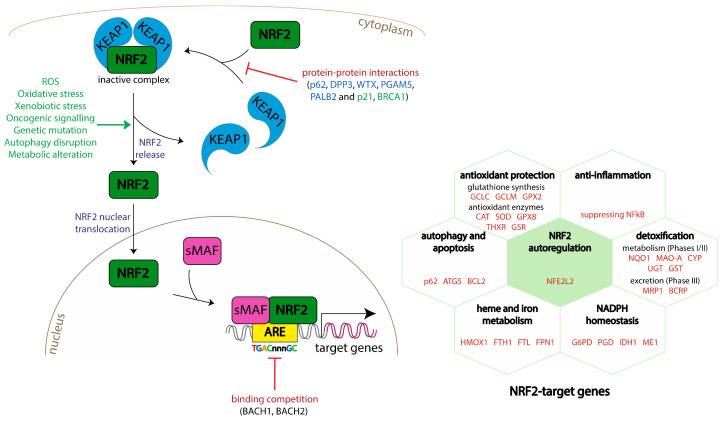 cytoplasm
KEAP1
KEAP1
NRF2
inactive complex
NRF2
protein-protein interactions
(p62, DPP3, WTX, PGAM5,
PALB2 and p21, BRCA1)
ROS
Oxidative stress
Xenobiotic stress
Oncogenic signalling
Genetic mutation
Autophagy disruption
Metabolic alteration
NRF2
release
KEAP1
KEAP1
NRF2
NRF2 nuclear
translocation
NRF2
sMAF
sMAF
NRF2
ARE
TGACnnnGC
target genes
nucleus
binding competition
(BACH1, BACH2)
antioxidant protection
glutathione synthesis
GCLC GCLM GPX2
antioxidant enzymes
CAT SOD GPX8
THXR GSR
anti-inflammation
suppressing NFkB
autophagy and
apoptosis
p62 ATG5 BCL2
NRF2
autoregulation
NFE2L2
detoxification
metabolism (Phases I/II)
NQO1 MAO-A CYP
UGT GST
excretion (Phase III)
MRP1 BCRP
heme and iron
metabolism
HMOX1 FTH1 FTL FPN1
NADPH
homeostasis
G6PD PGD IDH1 ME1
NRF2-target genes